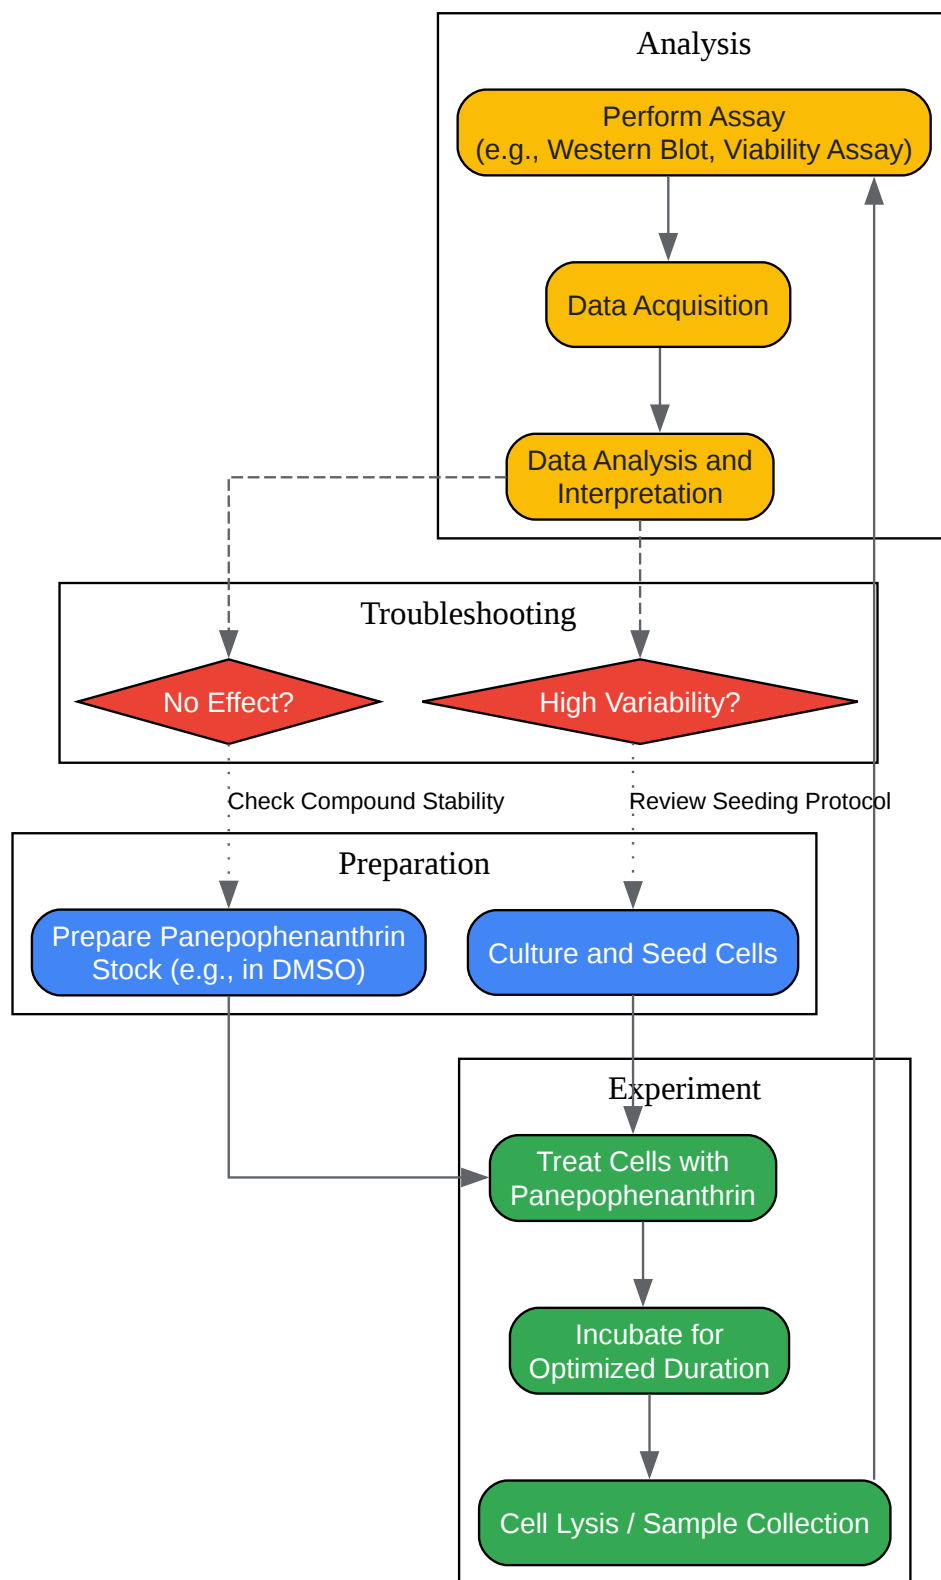 Analysis
Perform Assay
(e.g., Western Blot, Viability Assay)
Data Acquisition
Data Analysis and
Interpretation
Troubleshooting
No Effect?
High Variability?
Check Compound Stability
Review Seeding Protocol
Preparation
Prepare Panepophenanthrin
Stock (e.g., in DMSO)
Culture and Seed Cells
Experiment
Treat Cells with
Panepophenanthrin
Incubate for
Optimized Duration
Cell Lysis / Sample Collection